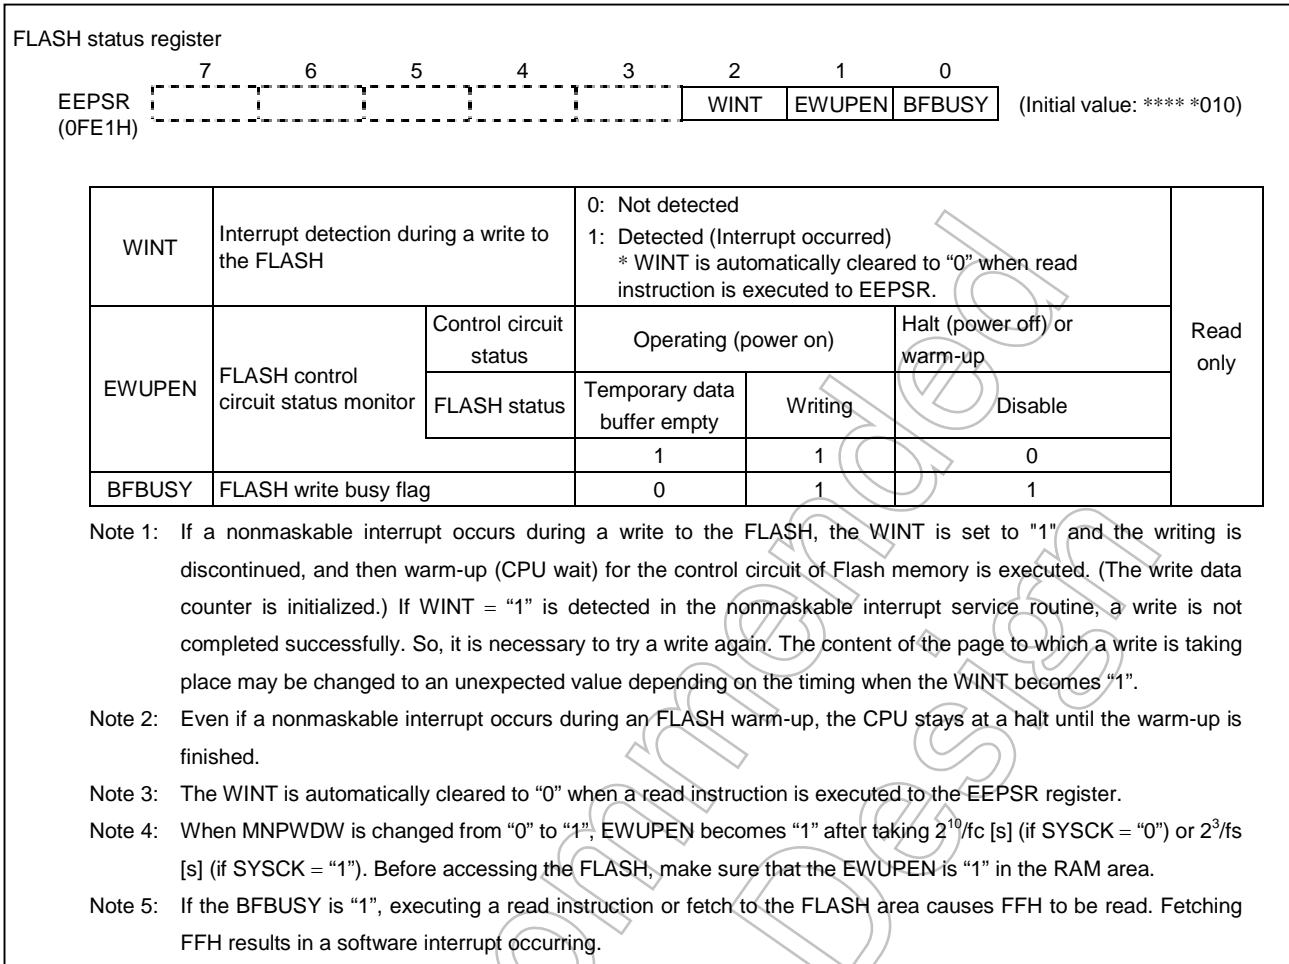 FLASH status register
7 6 5 4 3 2 1 0
EEPSR WINT EWUPEN BFBUSY (Initial value: **** *010)
(0FE1H)
WINT Interrupt detection during a write to the FLASH
0: Not detected
1: Detected (Interrupt occurred)
* WINT is automatically cleared to “0” when read
instruction is executed to EEPSR.
Read only
EWUPEN FLASH control circuit status monitor
Control circuit status Operating (power on) Halt (power off) or warm-up
FLASH status Temporary data buffer empty Writing Disable
1 1 0
BFBUSY FLASH write busy flag 0 1 1
Note 1: If a nonmaskable interrupt occurs during a write to the FLASH, the WINT is set to "1" and the writing is
discontinued, and then warm-up (CPU wait) for the control circuit of Flash memory is executed. (The write data
counter is initialized.) If WINT = “1” is detected in the nonmaskable interrupt service routine, a write is not
completed successfully. So, it is necessary to try a write again. The content of the page to which a write is taking
place may be changed to an unexpected value depending on the timing when the WINT becomes “1”.
Note 2: Even if a nonmaskable interrupt occurs during an FLASH warm-up, the CPU stays at a halt until the warm-up is
finished.
Note 3: The WINT is automatically cleared to “0” when a read instruction is executed to the EEPSR register.
Note 4: When MNPWDW is changed from “0” to “1”, EWUPEN becomes “1” after taking 2¹⁰/fc [s] (if SYSCK = “0”) or 2³/fs
[s] (if SYSCK = “1”). Before accessing the FLASH, make sure that the EWUPEN is “1” in the RAM area.
Note 5: If the BFBUSY is “1”, executing a read instruction or fetch to the FLASH area causes FFH to be read. Fetching
FFH results in a software interrupt occurring.